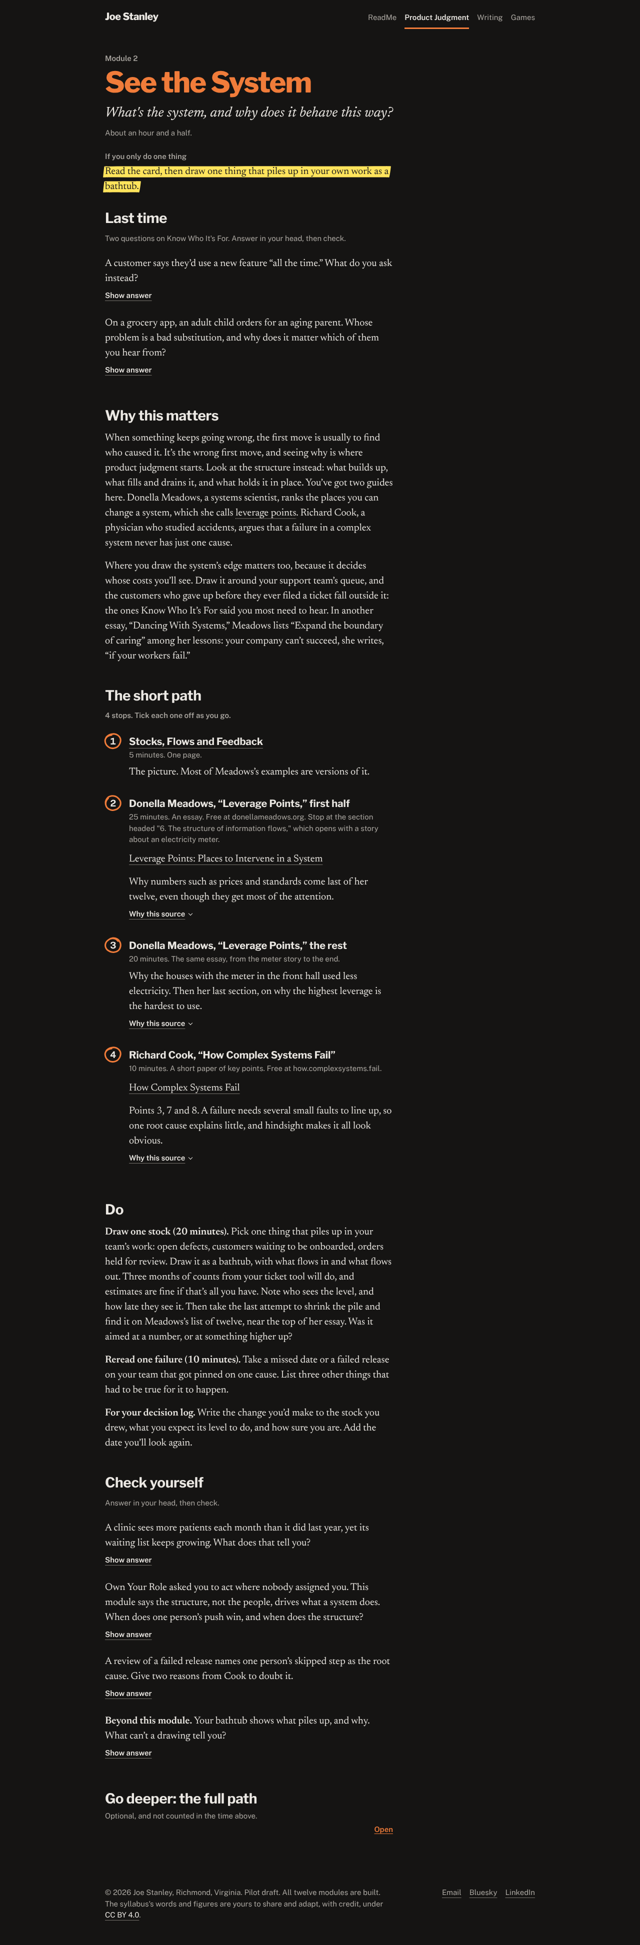 Joe Stanley
ReadMe Product Judgment Writing Games
Module 2
See the System
What's the system, and why does it behave this way?
About an hour and a half.
If you only do one thing
Read the card, then draw one thing that piles up in your own work as a
bathtub.
Last time
Two questions on Know Who It's For. Answer in your head, then check.
A customer says they'd use a new feature “all the time.” What do you ask
instead?
Show answer
On a grocery app, an adult child orders for an aging parent. Whose
problem is a bad substitution, and why does it matter which of them
you hear from?
Show answer
Why this matters
When something keeps going wrong, the first move is usually to find
who caused it. It's the wrong first move, and seeing why is where
product judgment starts. Look at the structure instead: what builds up,
what fills and drains it, and what holds it in place. You've got two guides
here. Donella Meadows, a systems scientist, ranks the places you can
change a system, which she calls leverage points. Richard Cook, a
physician who studied accidents, argues that a failure in a complex
system never has just one cause.
Where you draw the system's edge matters too, because it decides
whose costs you'll see. Draw it around your support team's queue, and
the customers who gave up before they ever filed a ticket fall outside it:
the ones Know Who It's For said you most need to hear. In another
essay, “Dancing With Systems,” Meadows lists “Expand the boundary
of caring” among her lessons: your company can't succeed, she writes,
“if your workers fail.”
The short path
4 stops. Tick each one off as you go.
1 Stocks, Flows and Feedback
5 minutes. One page.
The picture. Most of Meadows's examples are versions of it.
2 Donella Meadows, “Leverage Points,” first half
25 minutes. An essay. Free at donellameadows.org. Stop at the section
headed "6. The structure of information flows," which opens with a story
about an electricity meter.
Leverage Points: Places to Intervene in a System
Why numbers such as prices and standards come last of her
twelve, even though they get most of the attention.
Why this source
3 Donella Meadows, “Leverage Points,” the rest
20 minutes. The same essay, from the meter story to the end.
Why the houses with the meter in the front hall used less
electricity. Then her last section, on why the highest leverage is
the hardest to use.
Why this source
4 Richard Cook, “How Complex Systems Fail”
10 minutes. A short paper of key points. Free at how.complexsystems.fail.
How Complex Systems Fail
Points 3, 7 and 8. A failure needs several small faults to line up, so
one root cause explains little, and hindsight makes it all look
obvious.
Why this source
Do
Draw one stock (20 minutes). Pick one thing that piles up in your
team's work: open defects, customers waiting to be onboarded, orders
held for review. Draw it as a bathtub, with what flows in and what flows
out. Three months of counts from your ticket tool will do, and
estimates are fine if that's all you have. Note who sees the level, and
how late they see it. Then take the last attempt to shrink the pile and
find it on Meadows's list of twelve, near the top of her essay. Was it
aimed at a number, or at something higher up?
Reread one failure (10 minutes). Take a missed date or a failed release
on your team that got pinned on one cause. List three other things that
had to be true for it to happen.
For your decision log. Write the change you'd make to the stock you
drew, what you expect its level to do, and how sure you are. Add the
date you'll look again.
Check yourself
Answer in your head, then check.
A clinic sees more patients each month than it did last year, yet its
waiting list keeps growing. What does that tell you?
Show answer
Own Your Role asked you to act where nobody assigned you. This
module says the structure, not the people, drives what a system does.
When does one person's push win, and when does the structure?
Show answer
A review of a failed release names one person's skipped step as the root
cause. Give two reasons from Cook to doubt it.
Show answer
Beyond this module. Your bathtub shows what piles up, and why.
What can't a drawing tell you?
Show answer
Go deeper: the full path
Optional, and not counted in the time above.
Open
© 2026 Joe Stanley, Richmond, Virginia. Pilot draft. All twelve modules are built.
The syllabus's words and figures are yours to share and adapt, with credit, under
CC BY 4.0.
Email Bluesky LinkedIn